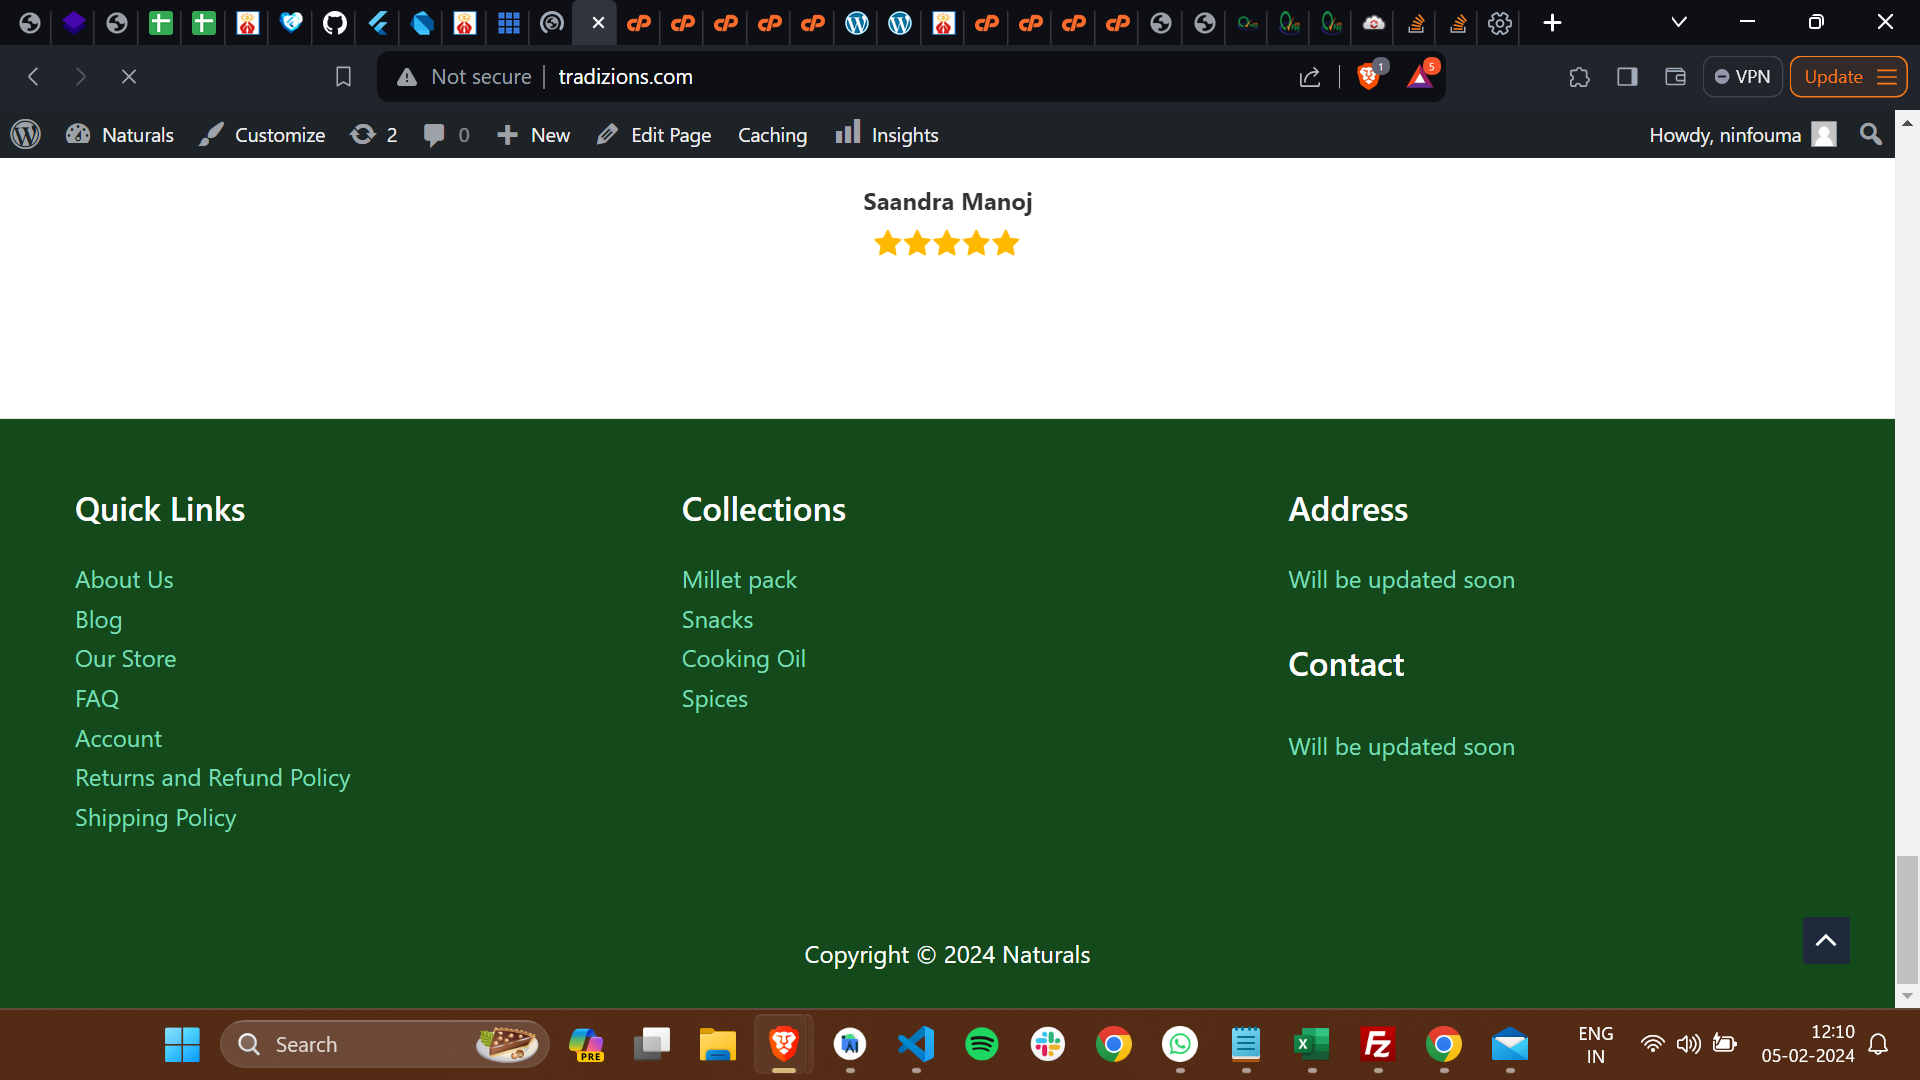 Not secure
tradizions.com
1
5
VPN
Update
Naturals
Customize
2
0
New
Edit Page
Caching
Insights
Howdy, ninfouma
Saandra Manoj
Quick Links
About Us
Blog
Our Store
FAQ
Account
Returns and Refund Policy
Shipping Policy
Collections
Millet pack
Snacks
Cooking Oil
Spices
Address
Will be updated soon
Contact
Will be updated soon
Copyright © 2024 Naturals
Search
PRE
ENG
IN
12:10
05-02-2024